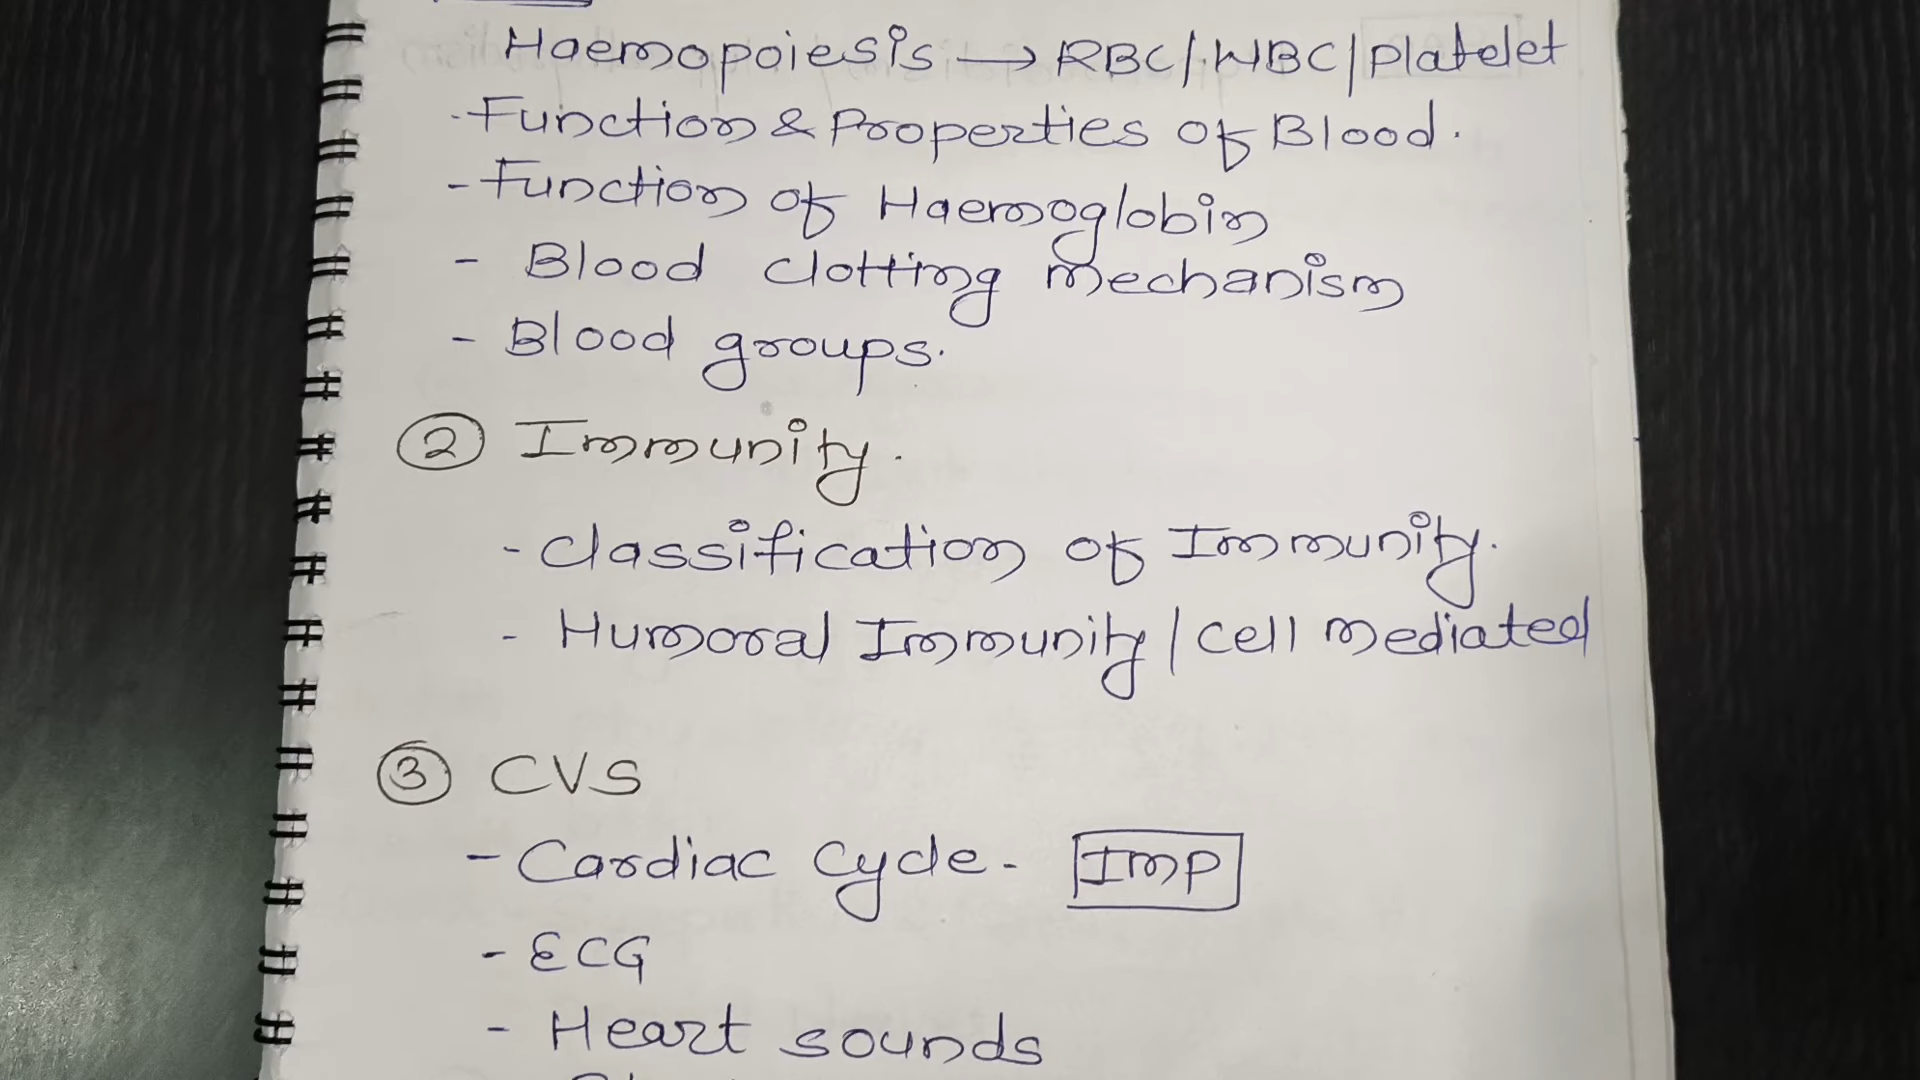 Haemopoiesis → RBC/WBC/Platelet
- Function & Properties of Blood.
- Function of Haemoglobin
- Blood clotting mechanism
- Blood groups.
② Immunity.
- classification of Immunity.
- Humoral Immunity / cell mediated
③ CVS
- Cardiac cycle - IMP
- ECG
- Heart sounds